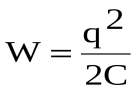 W = q² / 2C